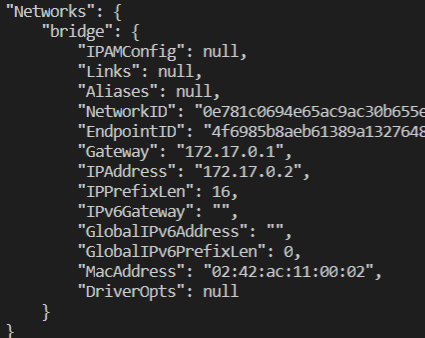 "Networks": {
"bridge": {
"IPAMConfig": null,
"Links": null,
"Aliases": null,
"NetworkID": "0e781c0694e65ac9ac30b655e
"EndpointID": "4f6985b8aeb61389a1327648
"Gateway": "172.17.0.1",
"IPAddress": "172.17.0.2",
"IPPrefixLen": 16,
"IPv6Gateway": "",
"GlobalIPv6Address": "",
"GlobalIPv6PrefixLen": 0,
"MacAddress": "02:42:ac:11:00:02",
"DriverOpts": null
}
}